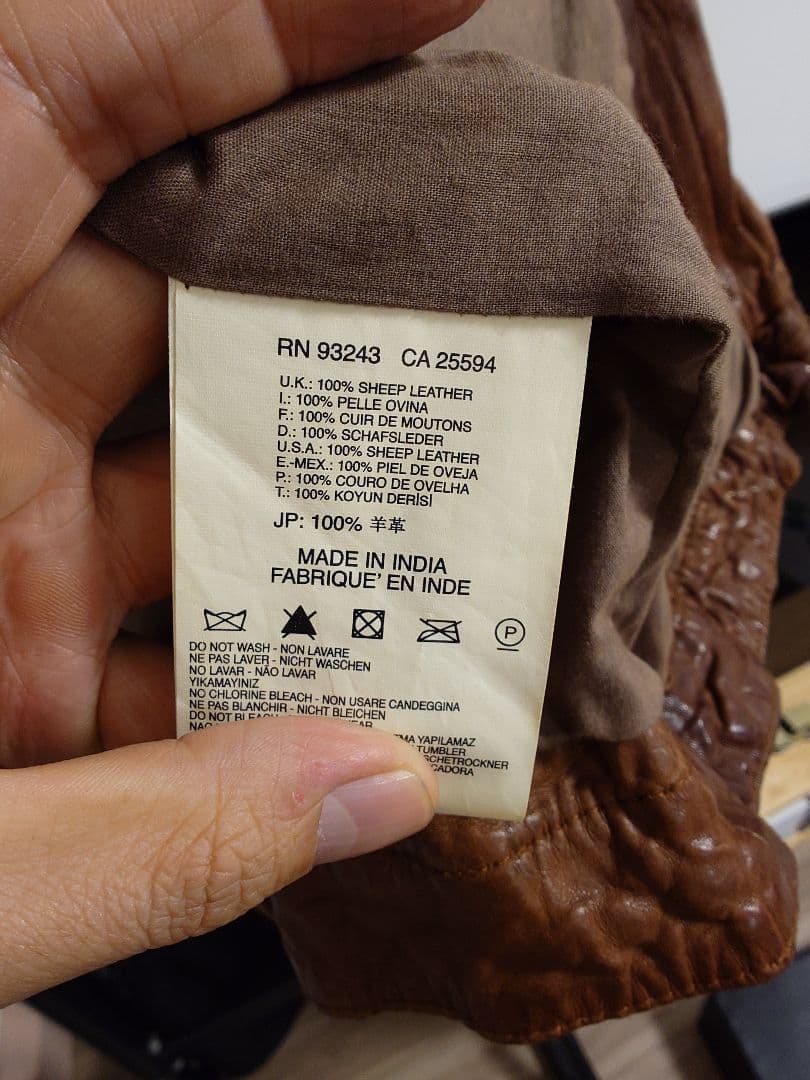 RN 93243 CA 25594
U.K.: 100% SHEEP LEATHER
I.: 100% PELLE OVINA
F.: 100% CUIR DE MOUTONS
D.: 100% SCHAFSLEDER
U.S.A.: 100% SHEEP LEATHER
E.-MEX.: 100% PIEL DE OVEJA
P.: 100% COURO DE OVELHA
T.: 100% KOYUN DERİSİ
JP: 100% 羊革
MADE IN INDIA
FABRIQUE' EN INDE
P
DO NOT WASH - NON LAVARE
NE PAS LAVER - NICHT WASCHEN
NO LAVAR - NÃO LAVAR
YIKAMAYINIZ
NO CHLORINE BLEACH - NON USARE CANDEGGINA
NE PAS BLANCHIR - NICHT BLEICHEN
DO NOT
YAPILAMAZ
TUMBLER